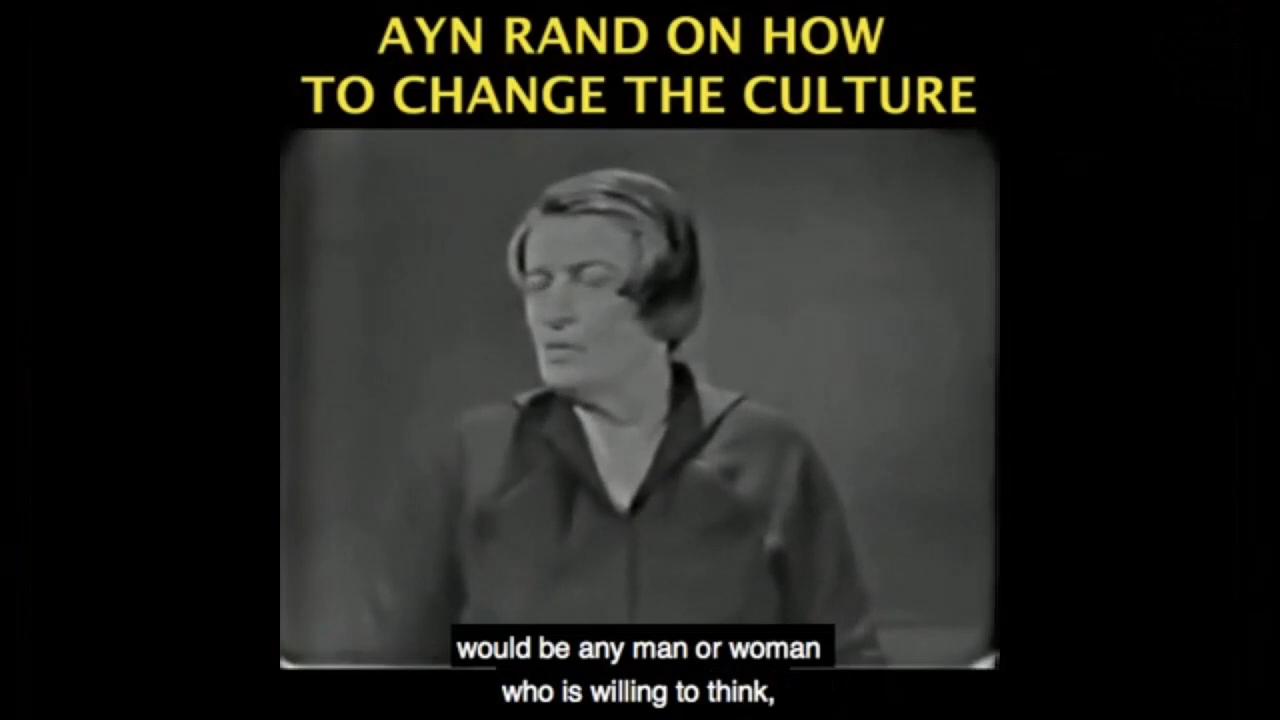 AYN RAND ON HOW
TO CHANGE THE CULTURE
would be any man or woman
who is willing to think,